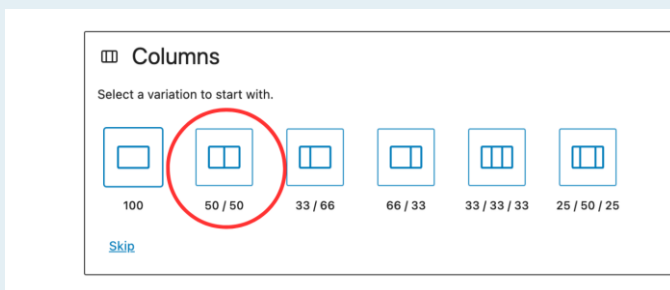 Columns
Select a variation to start with.
100 50 / 50 33 / 66 66 / 33 33 / 33 / 33 25 / 50 / 25
Skip